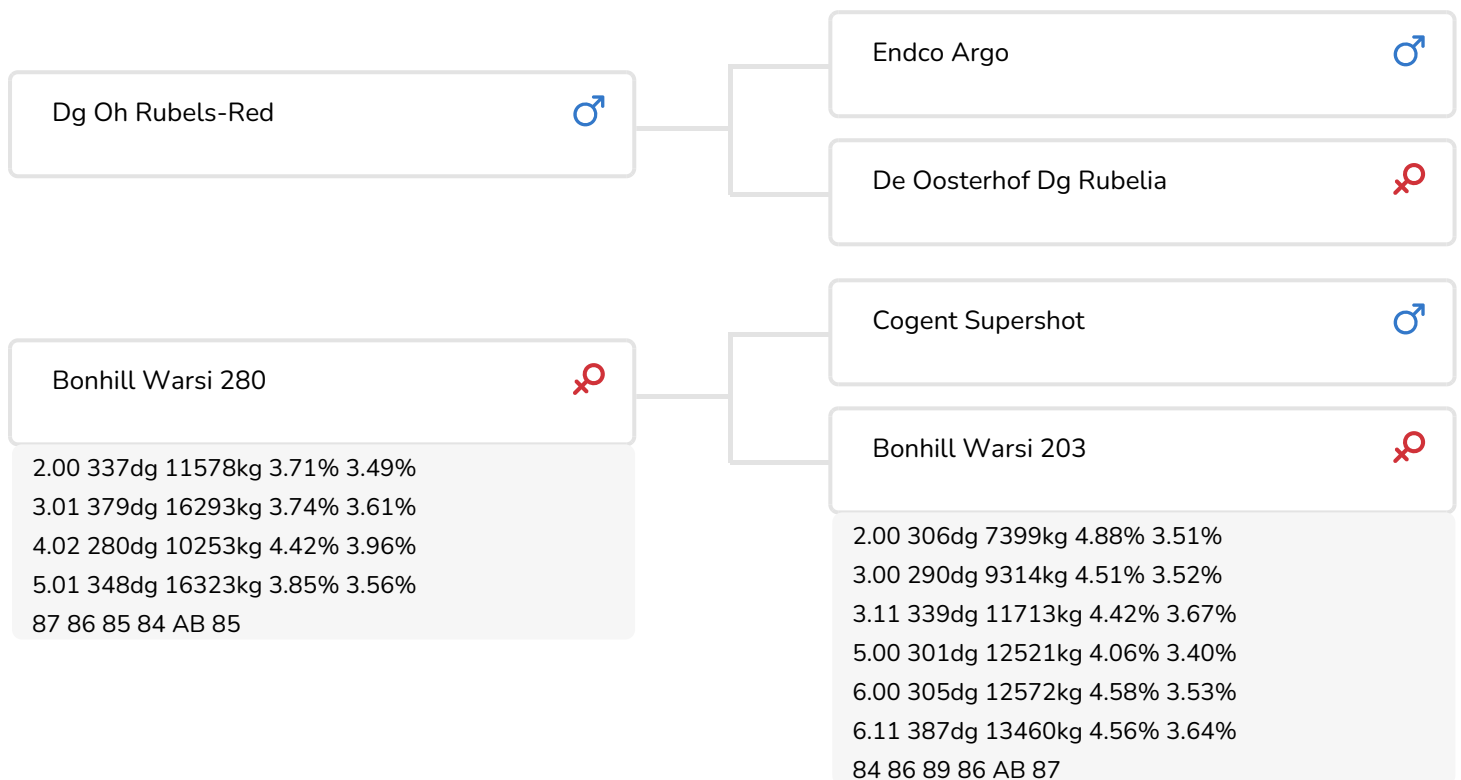 Dg Oh Rubels-Red
Endco Argo
De Oosterhof Dg Rubelia
Bonhill Warsi 280
2.00 337dg 11578kg 3.71% 3.49%
3.01 379dg 16293kg 3.74% 3.61%
4.02 280dg 10253kg 4.42% 3.96%
5.01 348dg 16323kg 3.85% 3.56%
87 86 85 84 AB 85
Cogent Supershot
Bonhill Warsi 203
2.00 306dg 7399kg 4.88% 3.51%
3.00 290dg 9314kg 4.51% 3.52%
3.11 339dg 11713kg 4.42% 3.67%
5.00 301dg 12521kg 4.06% 3.40%
6.00 305dg 12572kg 4.58% 3.53%
6.11 387dg 13460kg 4.56% 3.64%
84 86 89 86 AB 87